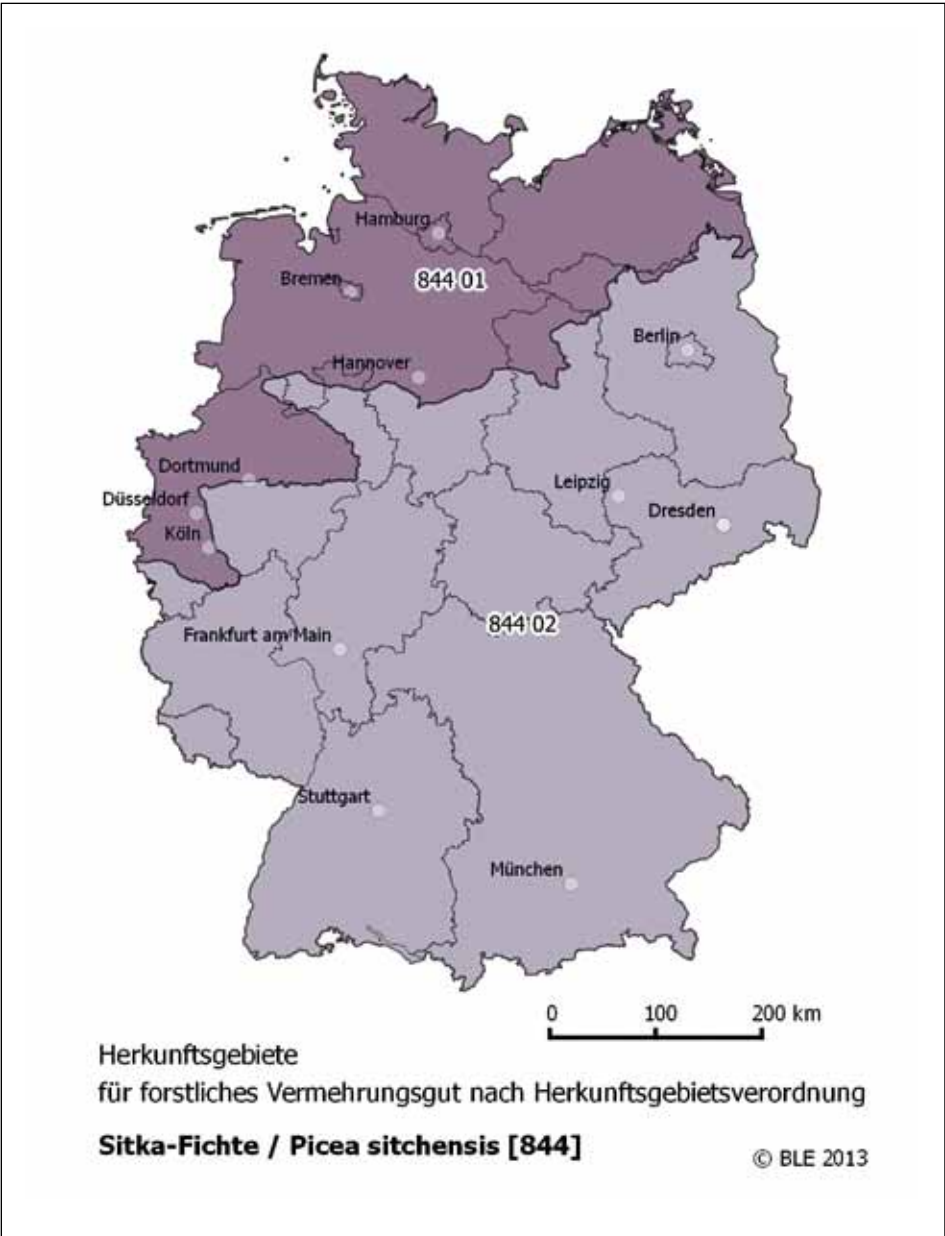 Hamburg
844 01
Bremen
Berlin
Hannover
Dortmund
Leipzig
Düsseldorf
Dresden
Köln
844 02
Frankfurt am Main
Stuttgart
München
0 100 200 km
Herkunftsgebiete
für forstliches Vermehrungsgut nach Herkunftsgebietsverordnung
Sitka-Fichte / Picea sitchensis [844]
© BLE 2013